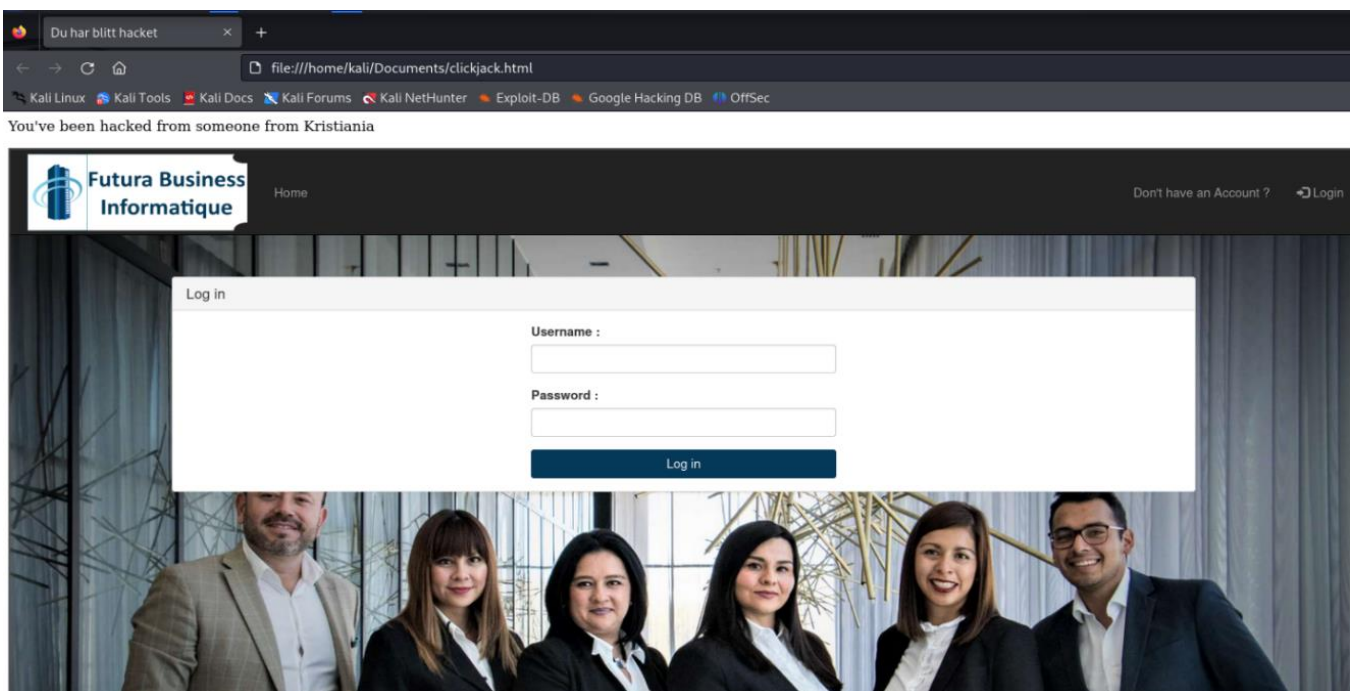 Du har blitt hacket
file:///home/kali/Documents/clickjack.html
Kali Linux Kali Tools Kali Docs Kali Forums Kali NetHunter Exploit-DB Google Hacking DB OffSec
You've been hacked from someone from Kristiania
Futura Business
Informatique
Home Don't have an Account ? Login
Log in
Username :
Password :
Log in